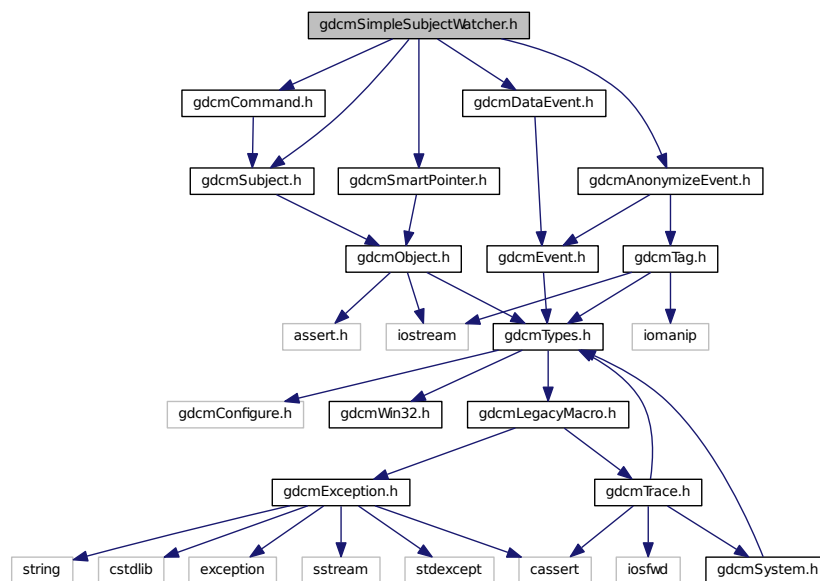 gdcmSimpleSubjectWatcher.h
gdcmCommand.h
gdcmDataEvent.h
gdcmSubject.h
gdcmSmartPointer.h
gdcmAnonymizeEvent.h
gdcmObject.h
gdcmEvent.h
gdcmTag.h
assert.h
iostream
gdcmTypes.h
iomanip
gdcmConfigure.h
gdcmWin32.h
gdcmLegacyMacro.h
gdcmException.h
gdcmTrace.h
string
cstdlib
exception
sstream
stdexcept
cassert
iosfwd
gdcmSystem.h